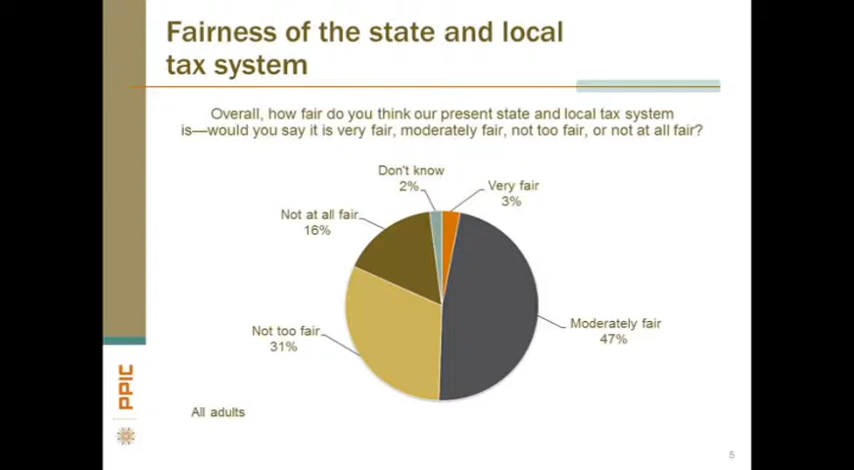 Fairness of the state and local
tax system
Overall, how fair do you think our present state and local tax system
is—would you say it is very fair, moderately fair, not too fair, or not at all fair?
Don't know
2%
Very fair
3%
Not at all fair
16%
Moderately fair
47%
Not too fair
31%
All adults
PPIC
5